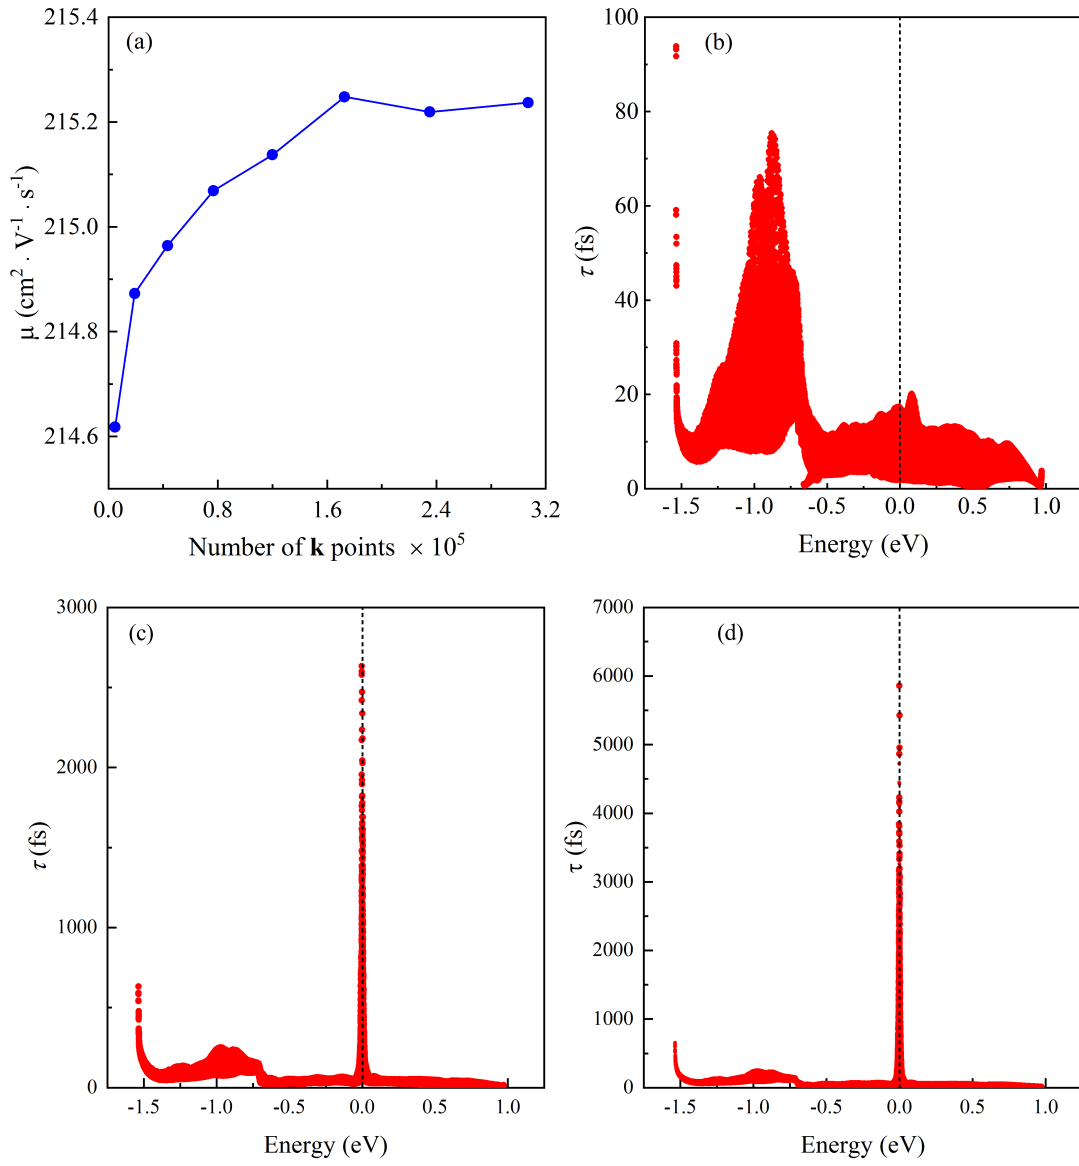 (a)
215.4
215.2
215.0
214.8
214.6
μ (cm² · V⁻¹ · s⁻¹)
0.0 0.8 1.6 2.4 3.2
Number of k points × 10⁵
(b)
100
80
60
40
20
0
τ (fs)
-1.5 -1.0 -0.5 0.0 0.5 1.0
Energy (eV)
(c)
3000
2000
1000
0
τ (fs)
-1.5 -1.0 -0.5 0.0 0.5 1.0
Energy (eV)
(d)
7000
6000
5000
4000
3000
2000
1000
0
τ (fs)
-1.5 -1.0 -0.5 0.0 0.5 1.0
Energy (eV)